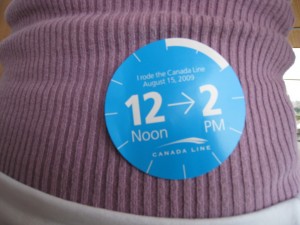 I rode the Canada Line
August 15, 2009
12 → 2
Noon PM
CANADA LINE